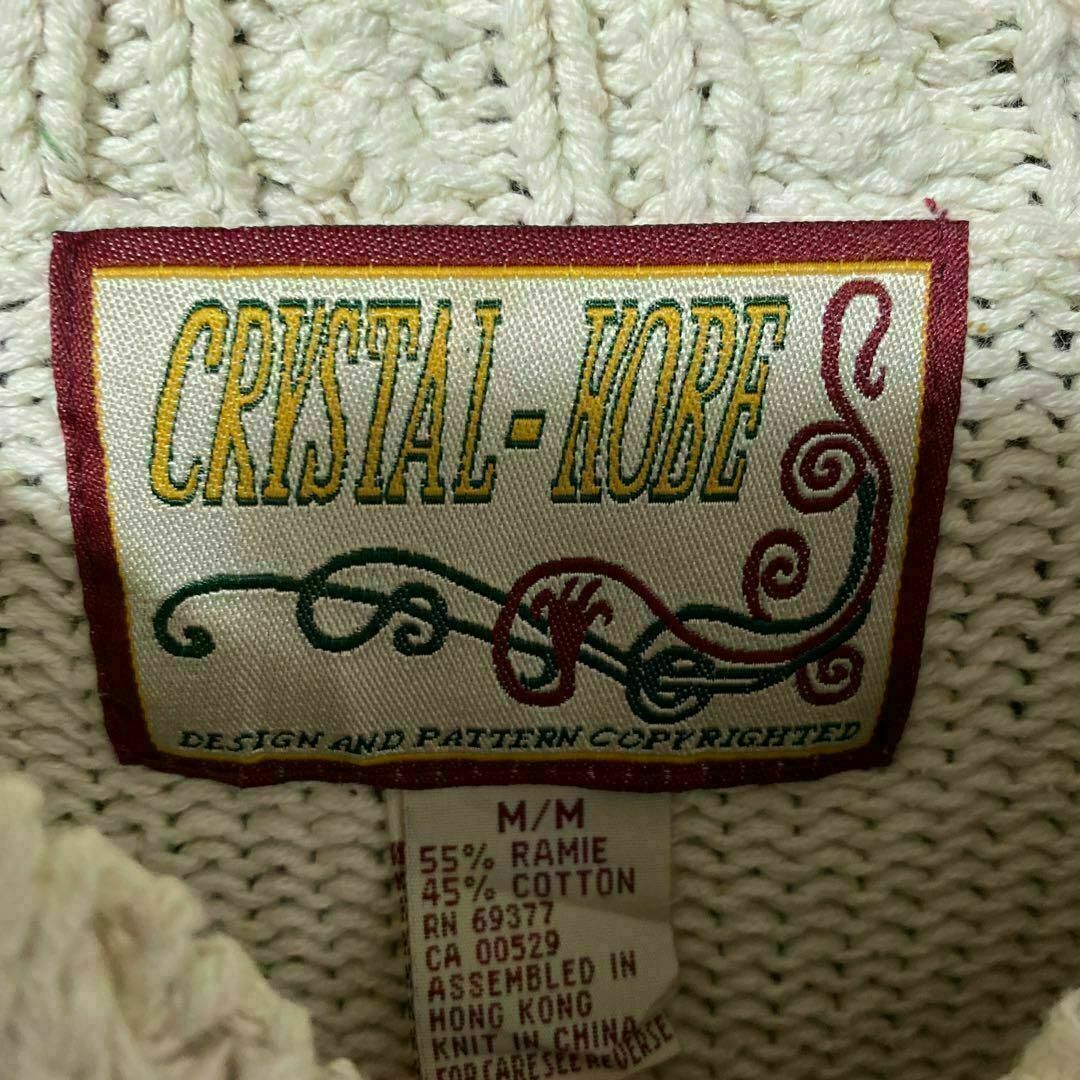 CRYSTAL-KOBE
DESIGN AND PATTERN COPYRIGHTED
M/M
55% RAMIE
45% COTTON
RN 69377
CA 00529
ASSEMBLED IN
HONG KONG
KNIT IN CHINA
FOR CARE SEE REVERSE